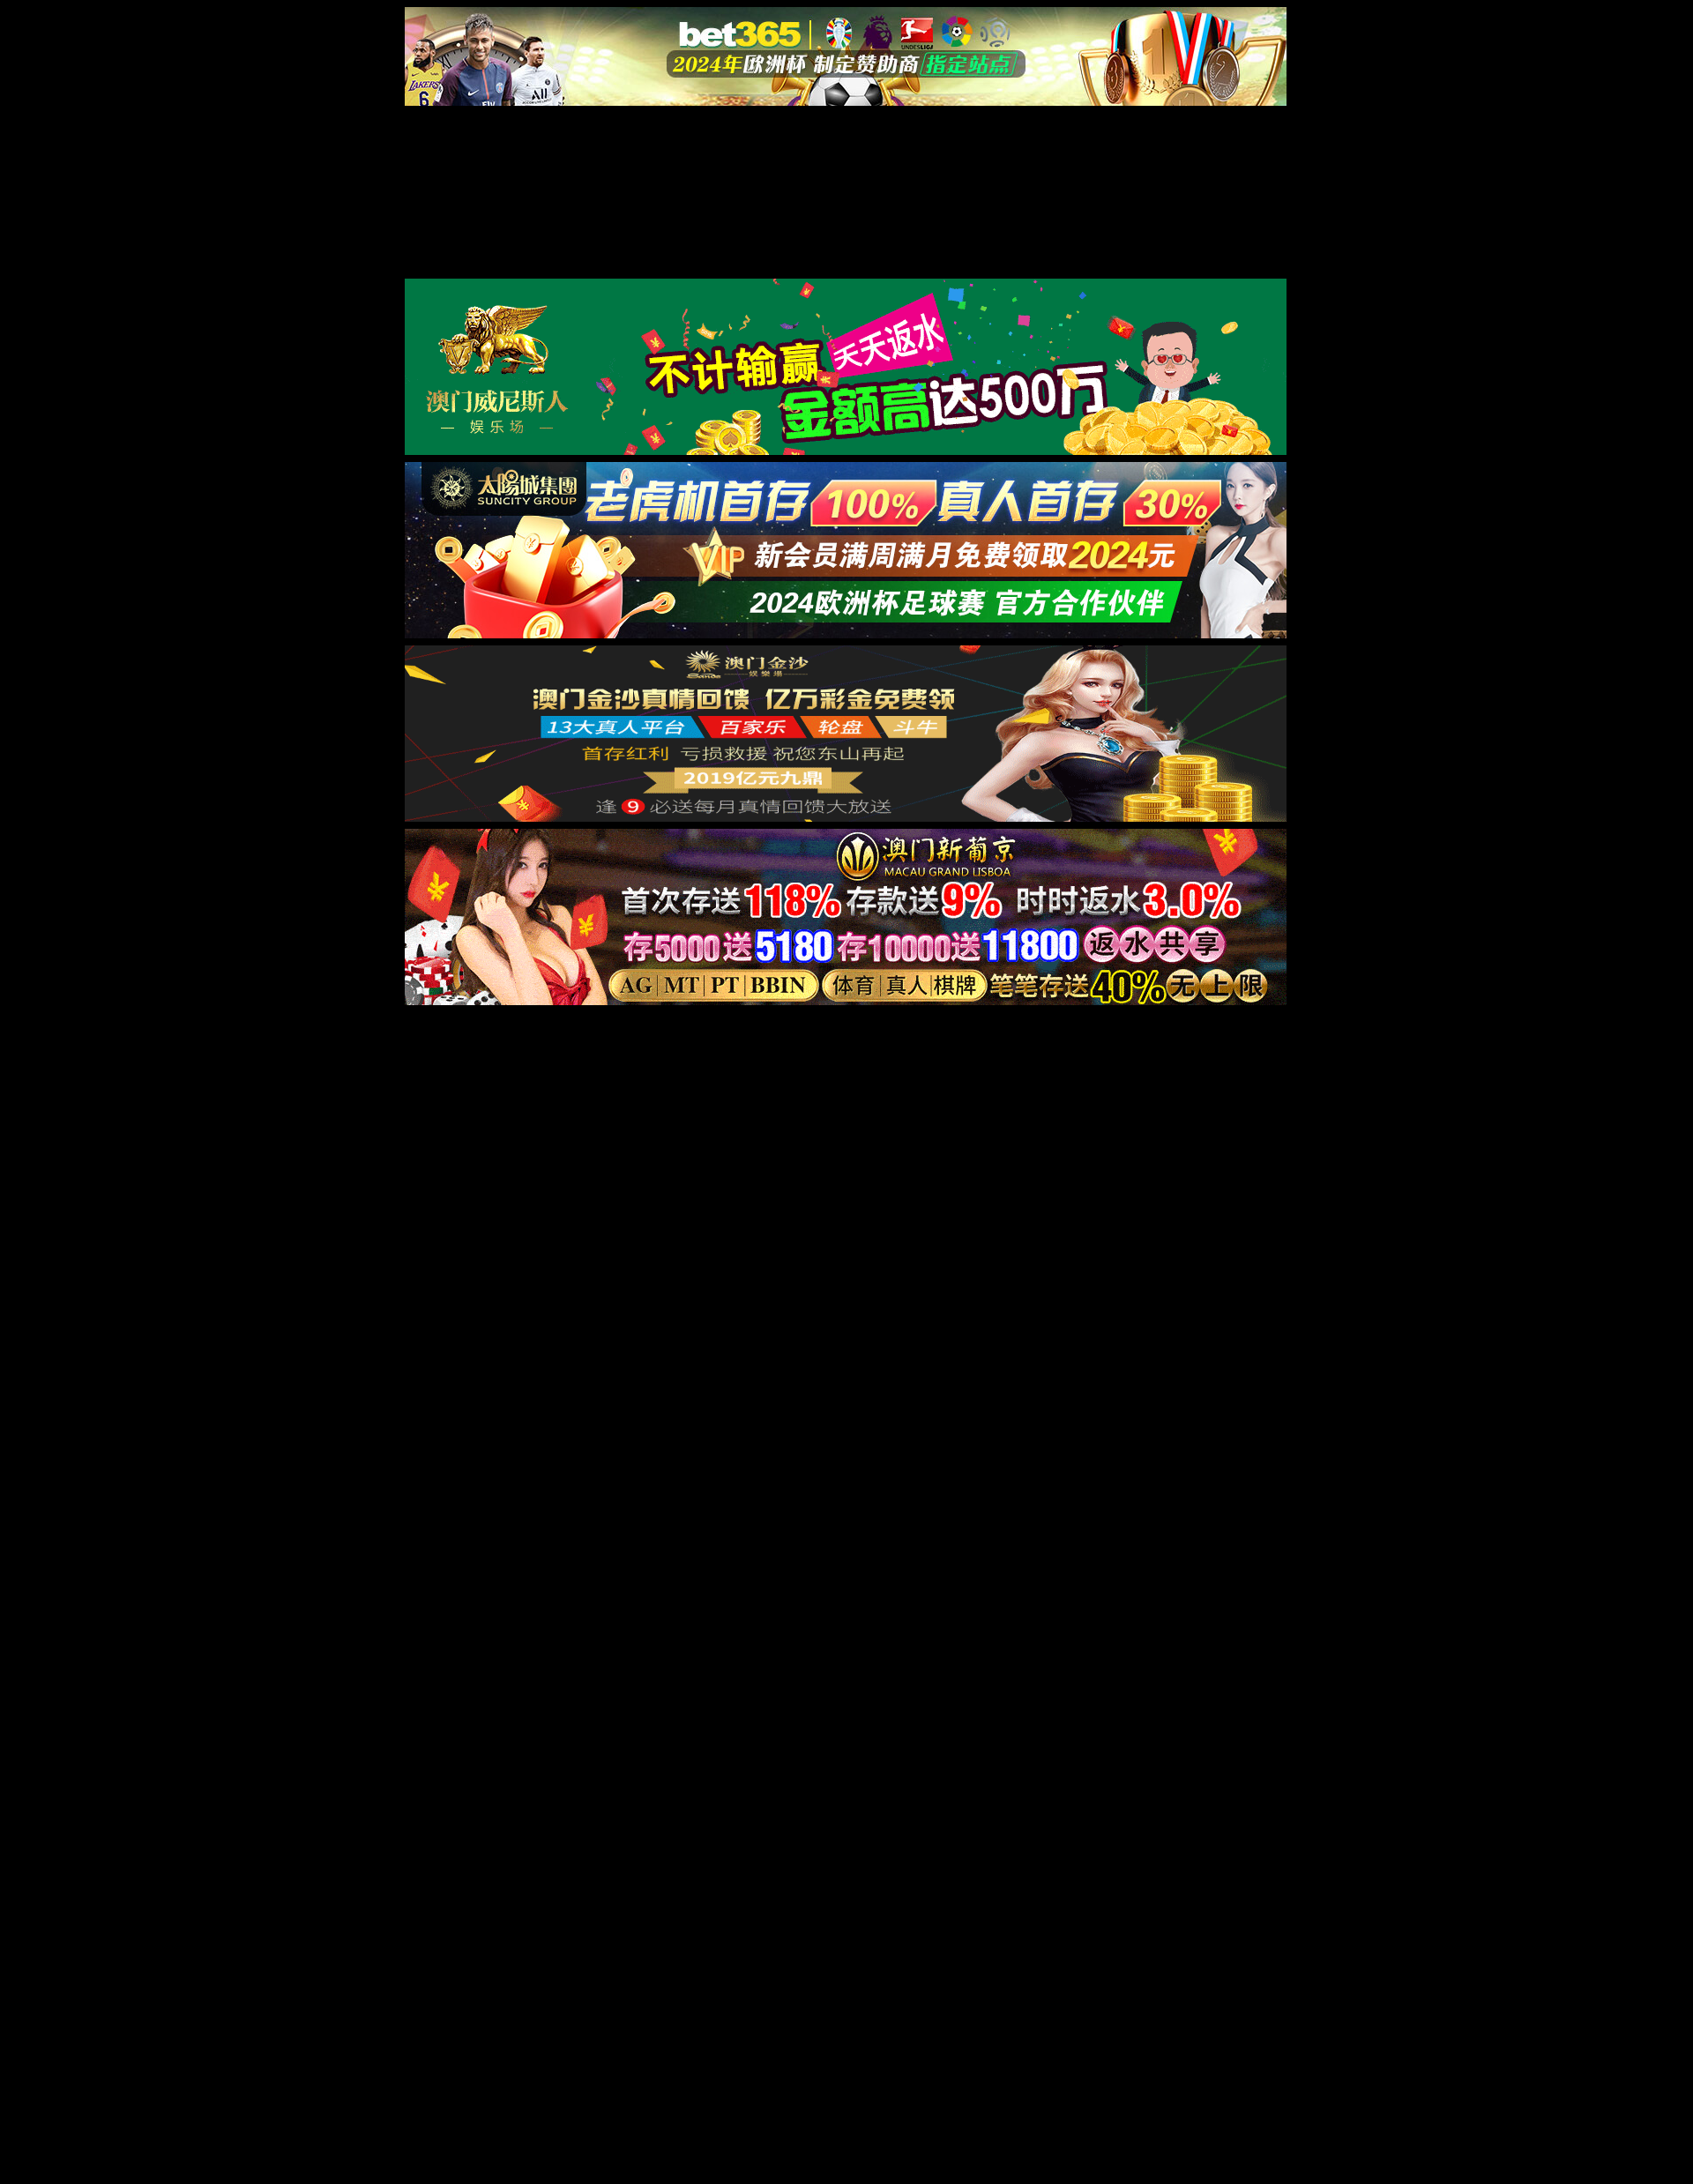 bet365
UNDESLIGA
2024年欧洲杯 制定赞助商 指定站点
LAKERS
6
Fly
ALL
1
不计输赢 天天返水
金额高达500万
澳门威尼斯人
娱乐场
太陽城集團
SUNCITY GROUP
老虎机首存 100% 真人首存 30%
VIP 新会员满周满月免费领取2024元
2024欧洲杯足球赛 官方合作伙伴
澳门金沙
Sands 娱樂場
澳门金沙真情回馈 亿万彩金免费领
13大真人平台 百家乐 轮盘 斗牛
首存红利 亏损救援 祝您东山再起
2019亿元九鼎
逢 9 必送每月真情回馈大放送
澳门新葡京
MACAU GRAND LISBOA
首次存送118% 存款送9% 时时返水3.0%
存5000送5180 存10000送11800 返水共享
AG MT PT BBIN 体育 真人 棋牌 笔笔存送40%无上限